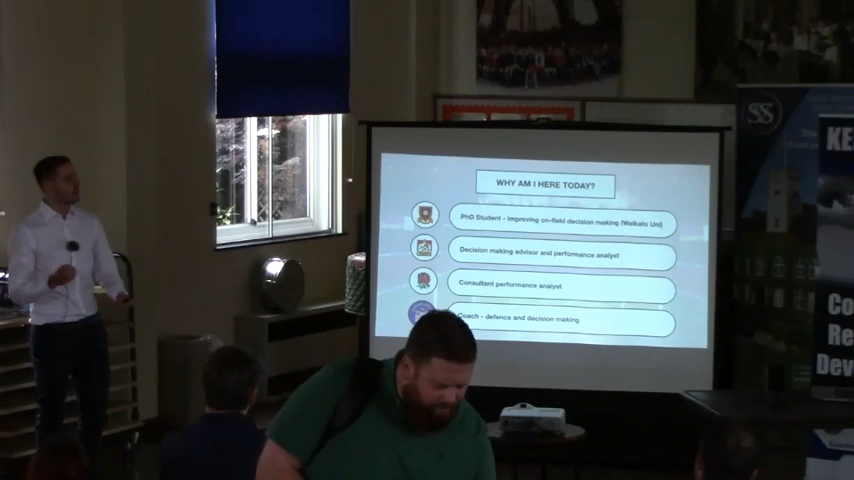 WHY AM I HERE TODAY?
PhD Student - Improving on-field decision making (Waikato Uni)
Decision making advisor and performance analyst
Consultant performance analyst
Coach - defence and decision making
SS
KE
Co
Re
Dev